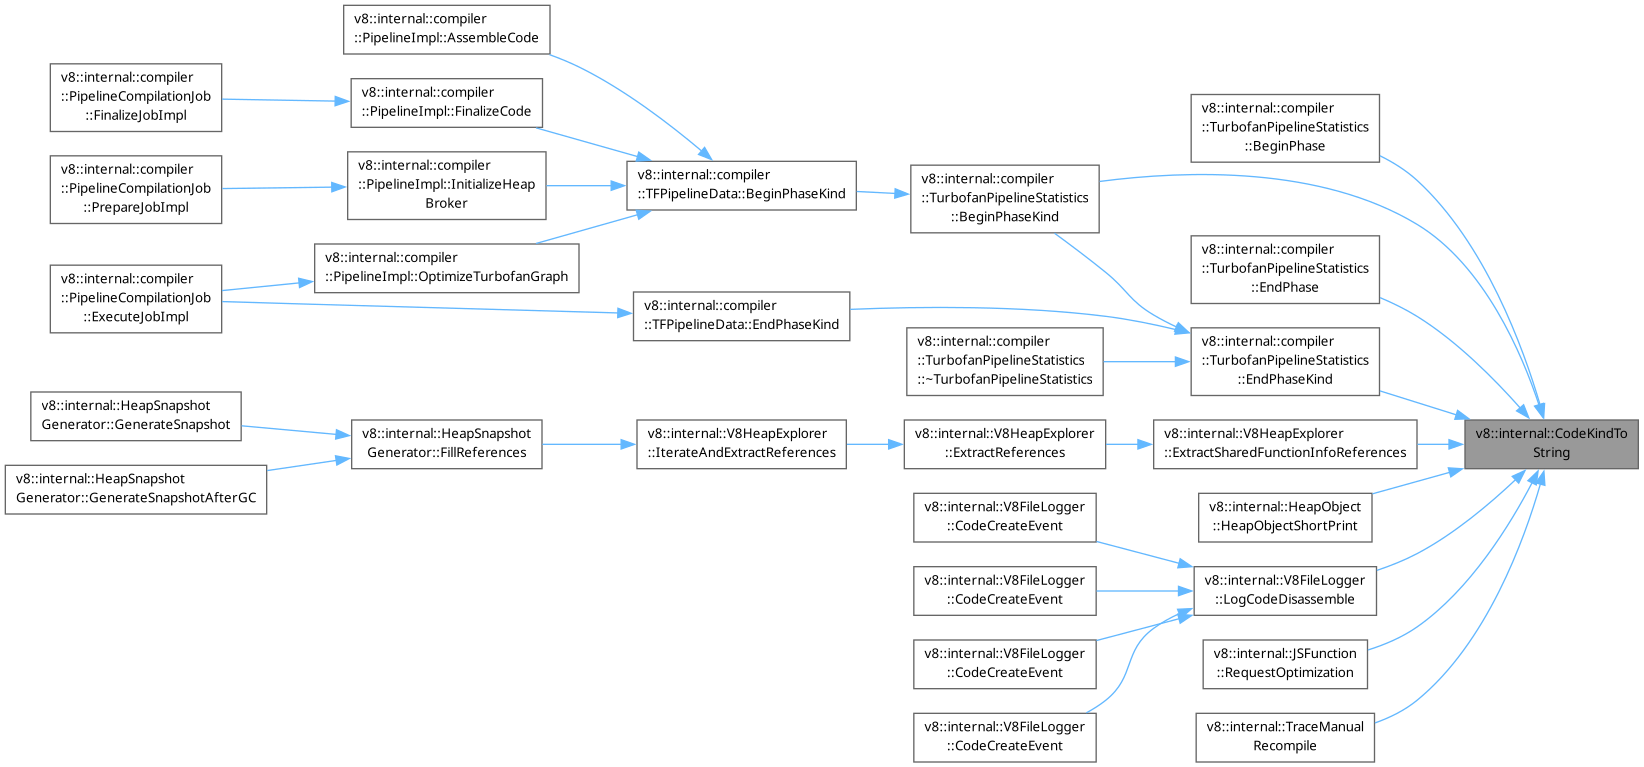 v8::internal::compiler
::PipelineImpl::AssembleCode
v8::internal::compiler
::PipelineCompilationJob
::FinalizeJobImpl
v8::internal::compiler
::PipelineImpl::FinalizeCode
v8::internal::compiler
::TurbofanPipelineStatistics
::BeginPhase
v8::internal::compiler
::PipelineCompilationJob
::PrepareJobImpl
v8::internal::compiler
::PipelineImpl::InitializeHeap
Broker
v8::internal::compiler
::TFPipelineData::BeginPhaseKind
v8::internal::compiler
::TurbofanPipelineStatistics
::BeginPhaseKind
v8::internal::compiler
::PipelineImpl::OptimizeTurbofanGraph
v8::internal::compiler
::TurbofanPipelineStatistics
::EndPhase
v8::internal::compiler
::PipelineCompilationJob
::ExecuteJobImpl
v8::internal::compiler
::TFPipelineData::EndPhaseKind
v8::internal::compiler
::TurbofanPipelineStatistics
::~TurbofanPipelineStatistics
v8::internal::compiler
::TurbofanPipelineStatistics
::EndPhaseKind
v8::internal::HeapSnapshot
Generator::GenerateSnapshot
v8::internal::HeapSnapshot
Generator::FillReferences
v8::internal::V8HeapExplorer
::IterateAndExtractReferences
v8::internal::V8HeapExplorer
::ExtractReferences
v8::internal::V8HeapExplorer
::ExtractSharedFunctionInfoReferences
v8::internal::CodeKindTo
String
v8::internal::HeapSnapshot
Generator::GenerateSnapshotAfterGC
v8::internal::V8FileLogger
::CodeCreateEvent
v8::internal::HeapObject
::HeapObjectShortPrint
v8::internal::V8FileLogger
::CodeCreateEvent
v8::internal::V8FileLogger
::LogCodeDisassemble
v8::internal::V8FileLogger
::CodeCreateEvent
v8::internal::JSFunction
::RequestOptimization
v8::internal::V8FileLogger
::CodeCreateEvent
v8::internal::TraceManual
Recompile